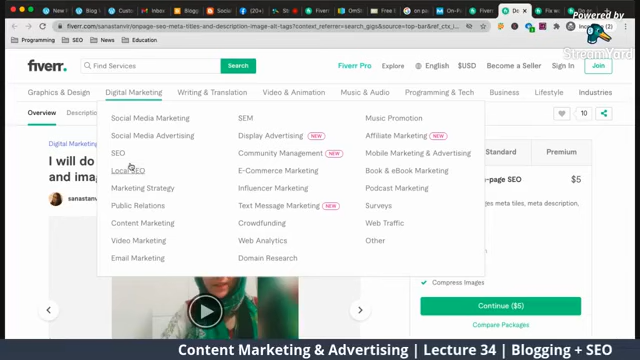 Powered by
StreamYard
fiverr.com/sanastanvir/onpage-seo-meta-titles-and-description-image-alt-tags?context_referrer=search_gigs&source=top-bar&ref_ctx_i
Programming SEO News Education
fiverr. Find Services Search Fiverr Pro Explore English $USD Become a Seller Sign In Join
Graphics & Design Digital Marketing Writing & Translation Video & Animation Music & Audio Programming & Tech Business Lifestyle Industries
Overview Descripti 10
Social Media Marketing SEM Music Promotion
Social Media Advertising Display Advertising NEW Affiliate Marketing NEW
SEO Community Management NEW Mobile Marketing & Advertising
Local SEO E-Commerce Marketing Book & eBook Marketing
Marketing Strategy Influencer Marketing Podcast Marketing
Public Relations Text Message Marketing NEW Surveys
Content Marketing Crowdfunding Web Traffic
Video Marketing Web Analytics Other
Email Marketing Domain Research
Digital Marketing
I will do
and imag
sanastanvi
Standard Premium
-page SEO $5
ges meta tiles, meta description,
Compress Images
Continue ($5)
Compare Packages
Content Marketing & Advertising | Lecture 34 | Blogging + SEO